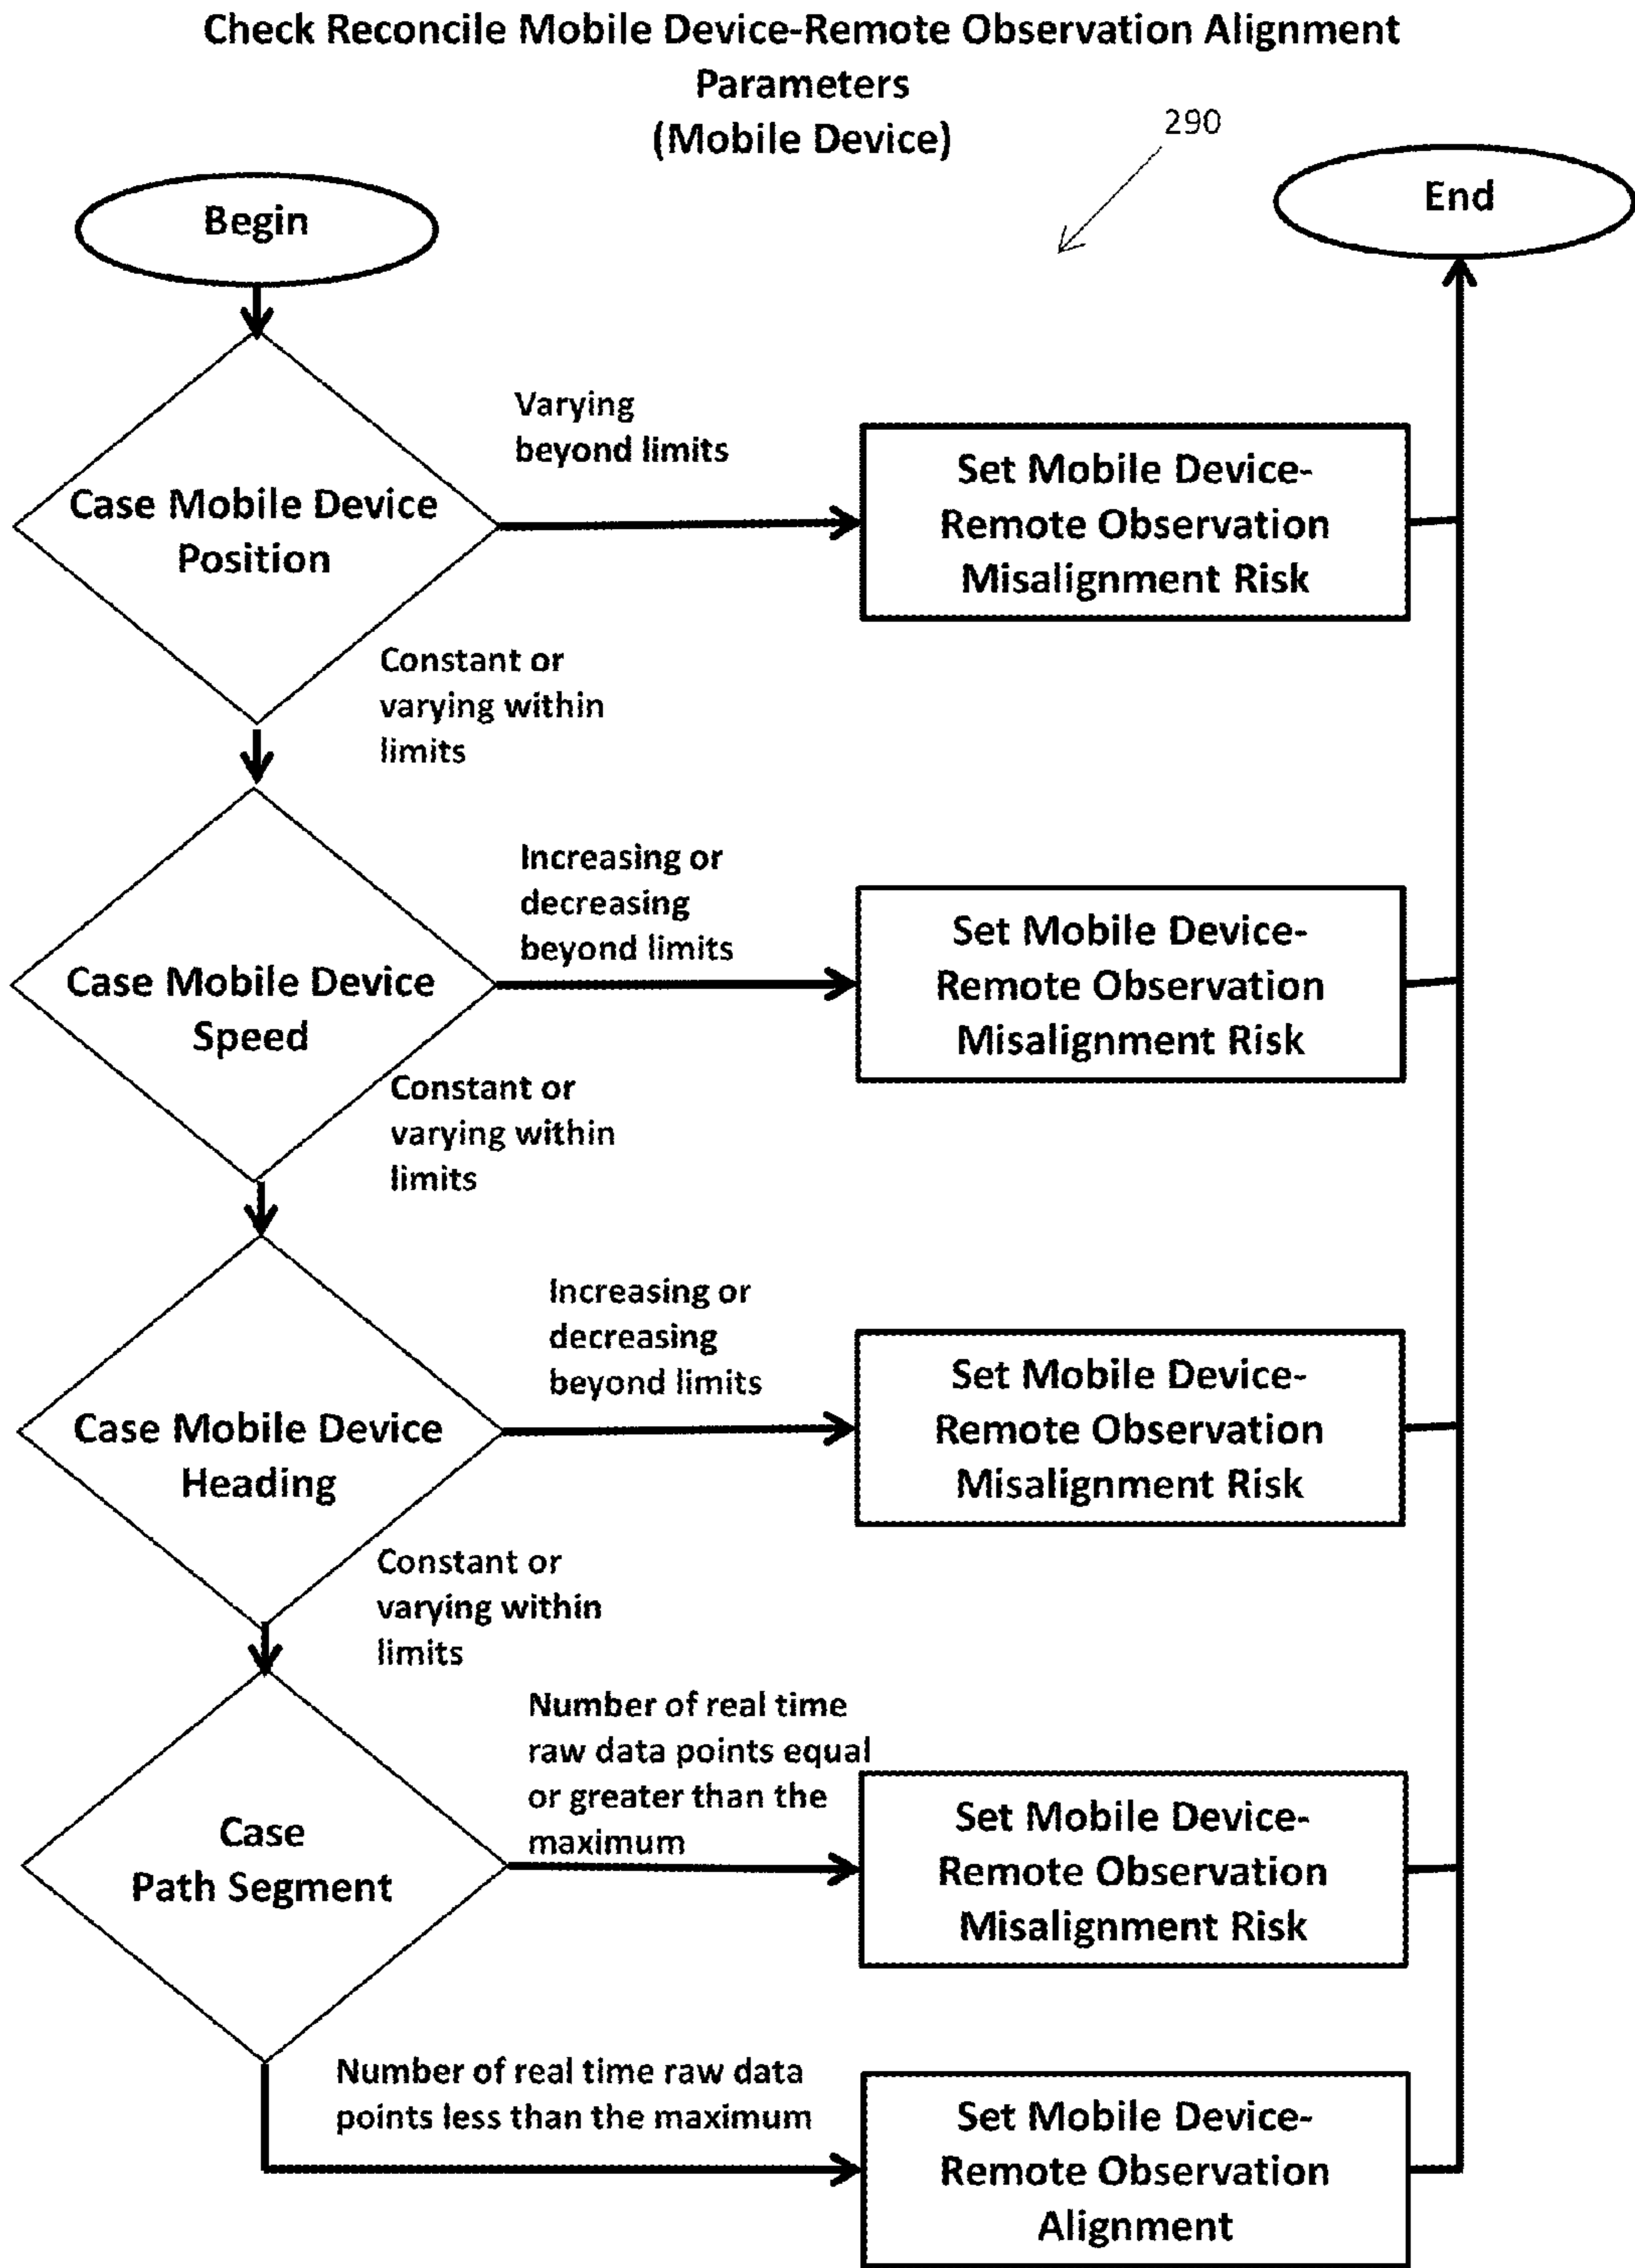 Check Reconcile Mobile Device-Remote Observation Alignment
Parameters
(Mobile Device)
290
Begin
End
Varying
beyond limits
Case Mobile Device
Position
Set Mobile Device-
Remote Observation
Misalignment Risk
Constant or
varying within
limits
Increasing or
decreasing
beyond limits
Case Mobile Device
Speed
Set Mobile Device-
Remote Observation
Misalignment Risk
Constant or
varying within
limits
Increasing or
decreasing
beyond limits
Case Mobile Device
Heading
Set Mobile Device-
Remote Observation
Misalignment Risk
Constant or
varying within
limits
Number of real time
raw data points equal
or greater than the
maximum
Case
Path Segment
Set Mobile Device-
Remote Observation
Misalignment Risk
Number of real time raw data
points less than the maximum
Set Mobile Device-
Remote Observation
Alignment